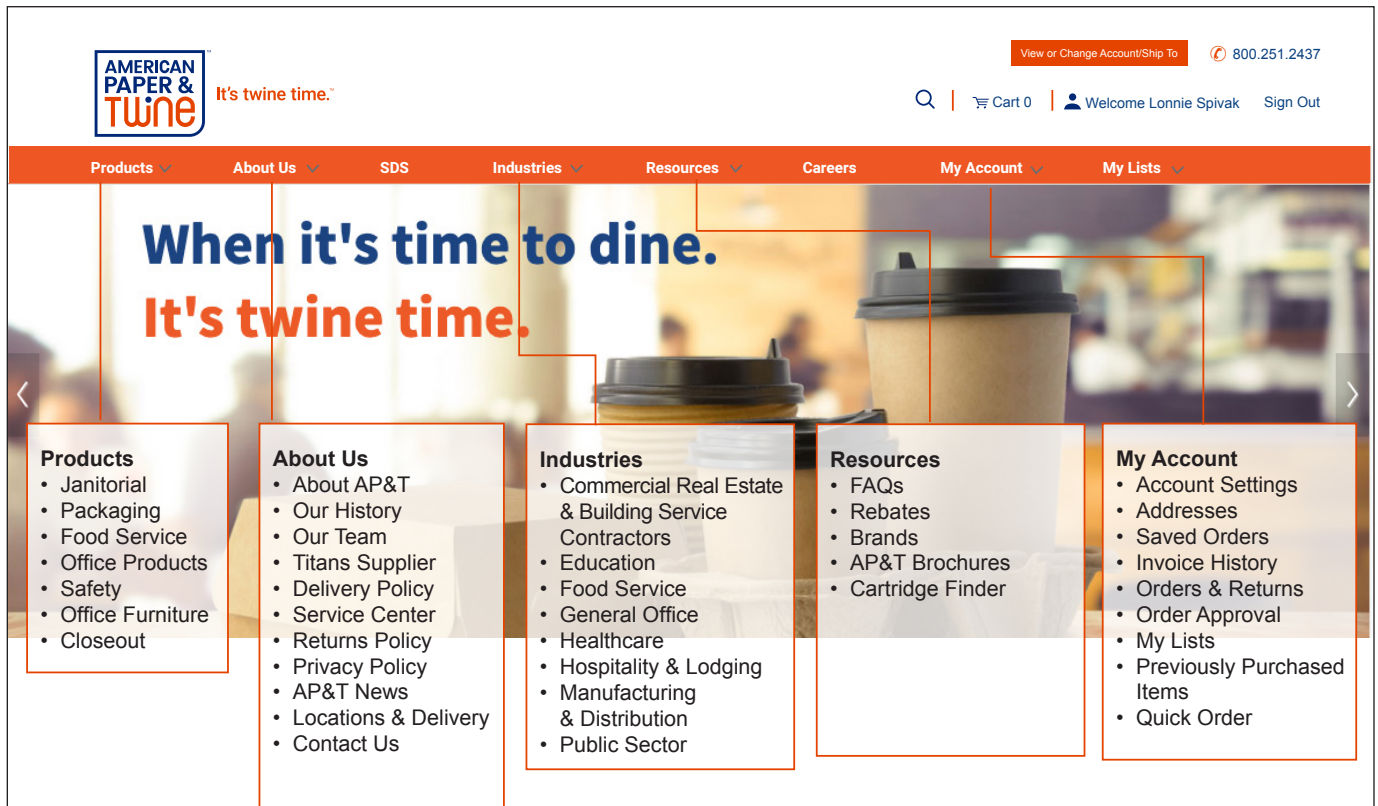 View or Change Account/Ship To
800.251.2437
AMERICAN
PAPER &
TWINE
It's twine time.™
Cart 0
Welcome Lonnie Spivak
Sign Out
Products
About Us
SDS
Industries
Resources
Careers
My Account
My Lists
When it's time to dine.
It's twine time.
Products
• Janitorial
• Packaging
• Food Service
• Office Products
• Safety
• Office Furniture
• Closeout
About Us
• About AP&T
• Our History
• Our Team
• Titans Supplier
• Delivery Policy
• Service Center
• Returns Policy
• Privacy Policy
• AP&T News
• Locations & Delivery
• Contact Us
Industries
• Commercial Real Estate
& Building Service
Contractors
• Education
• Food Service
• General Office
• Healthcare
• Hospitality & Lodging
• Manufacturing
& Distribution
• Public Sector
Resources
• FAQs
• Rebates
• Brands
• AP&T Brochures
• Cartridge Finder
My Account
• Account Settings
• Addresses
• Saved Orders
• Invoice History
• Orders & Returns
• Order Approval
• My Lists
• Previously Purchased
Items
• Quick Order